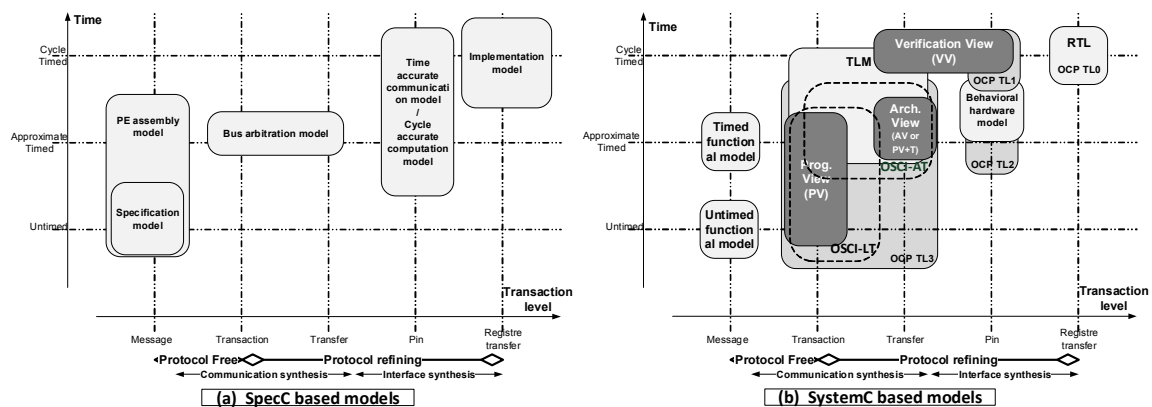 Time
Cycle
Timed
Approximate
Timed
Untimed
PE assembly
model
Specification
model
Bus arbitration model
Time
accurate
communicati
on model
/
Cycle
accurate
computation
model
Implementation
model
Transaction
level
Message
Transaction
Transfer
Pin
Registre
transfer
Protocol Free
Protocol refining
Communication synthesis
Interface synthesis
(a) SpecC based models
Time
Cycle
Timed
Approximate
Timed
Untimed
Timed
function
al model
Untimed
function
al model
TLM
Verification View
(VV)
OCP TL1
Behavioral
hardware
model
OCP TL2
RTL
OCP TL0
Arch.
View
(AV or
PV+T)
OSCI-AT
Prog.
View
(PV)
OSCI-LT
OCP TL3
Transaction
level
Message
Transaction
Transfer
Pin
Registre
transfer
Protocol Free
Protocol refining
Communication synthesis
Interface synthesis
(b) SystemC based models